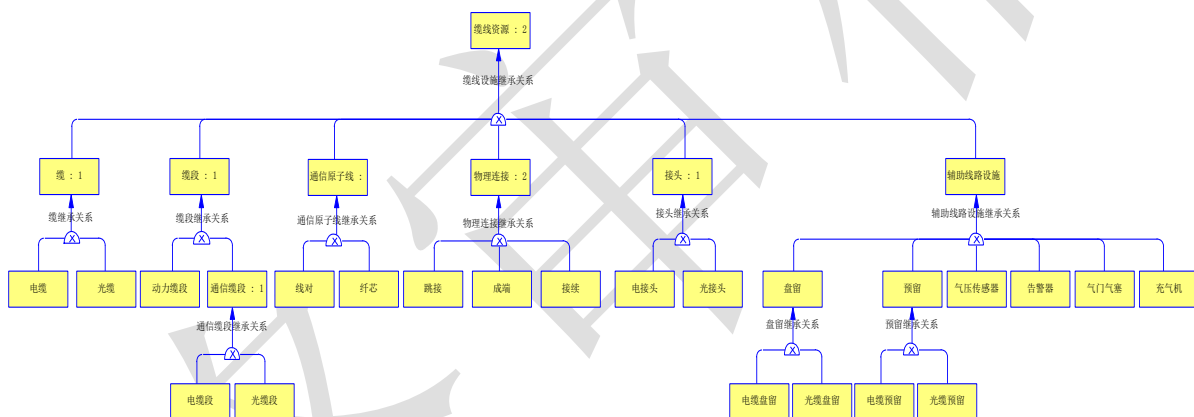 缆线资源 : 2
缆线设施继承关系
X
缆 : 1
缆段 : 1
通信原子线 :
物理连接 : 2
接头 : 1
辅助线路设施
缆继承关系
缆段继承关系
通信原子线继承关系
物理连接继承关系
接头继承关系
辅助线路设施继承关系
X
X
X
X
X
X
电缆
光缆
动力缆段
通信缆段 : 1
线对
纤芯
跳接
成端
接续
电接头
光接头
盘留
预留
气压传感器
告警器
气门气塞
充气机
通信缆段继承关系
盘留继承关系
预留继承关系
X
X
X
电缆段
光缆段
电缆盘留
光缆盘留
电缆预留
光缆预留